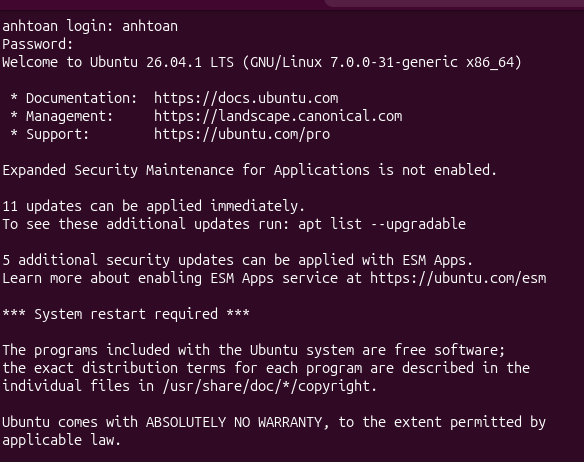 anhtoan login: anhtoan
Password:
Welcome to Ubuntu 26.04.1 LTS (GNU/Linux 7.0.0-31-generic x86_64)

 * Documentation:  https://docs.ubuntu.com
 * Management:     https://landscape.canonical.com
 * Support:        https://ubuntu.com/pro

Expanded Security Maintenance for Applications is not enabled.

11 updates can be applied immediately.
To see these additional updates run: apt list --upgradable

5 additional security updates can be applied with ESM Apps.
Learn more about enabling ESM Apps service at https://ubuntu.com/esm

*** System restart required ***

The programs included with the Ubuntu system are free software;
the exact distribution terms for each program are described in the
individual files in /usr/share/doc/*/copyright.

Ubuntu comes with ABSOLUTELY NO WARRANTY, to the extent permitted by
applicable law.